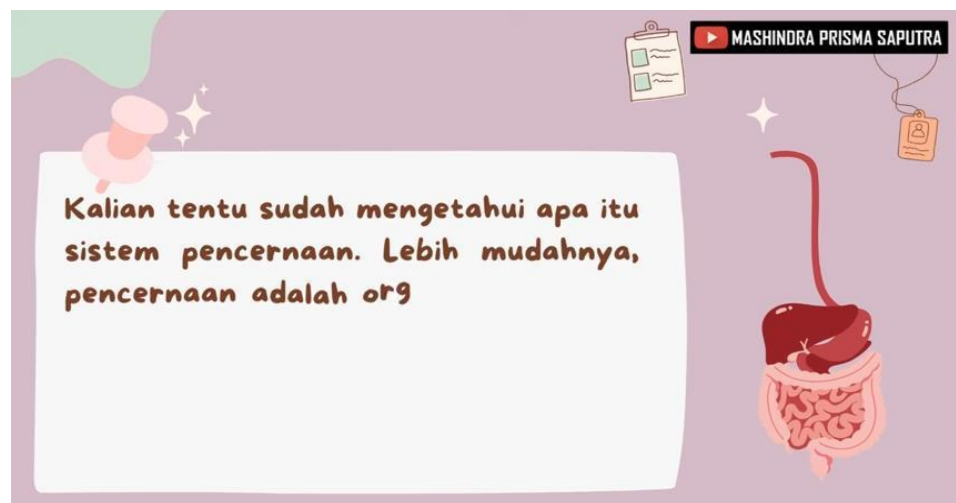 MASHINDRA PRISMA SAPUTRA
Kalian tentu sudah mengetahui apa itu
sistem pencernaan. Lebih mudahnya,
pencernaan adalah org